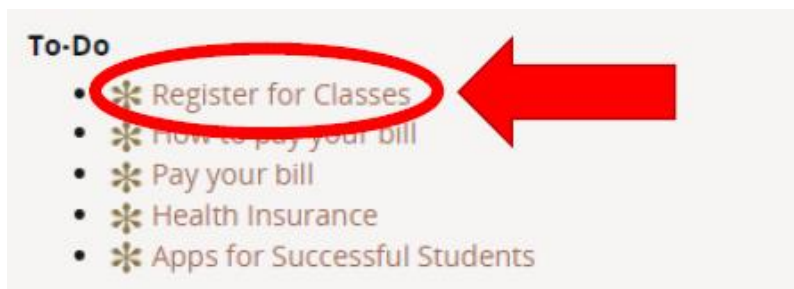 To-Do
Register for Classes
How to pay your bill
Pay your bill
Health Insurance
Apps for Successful Students